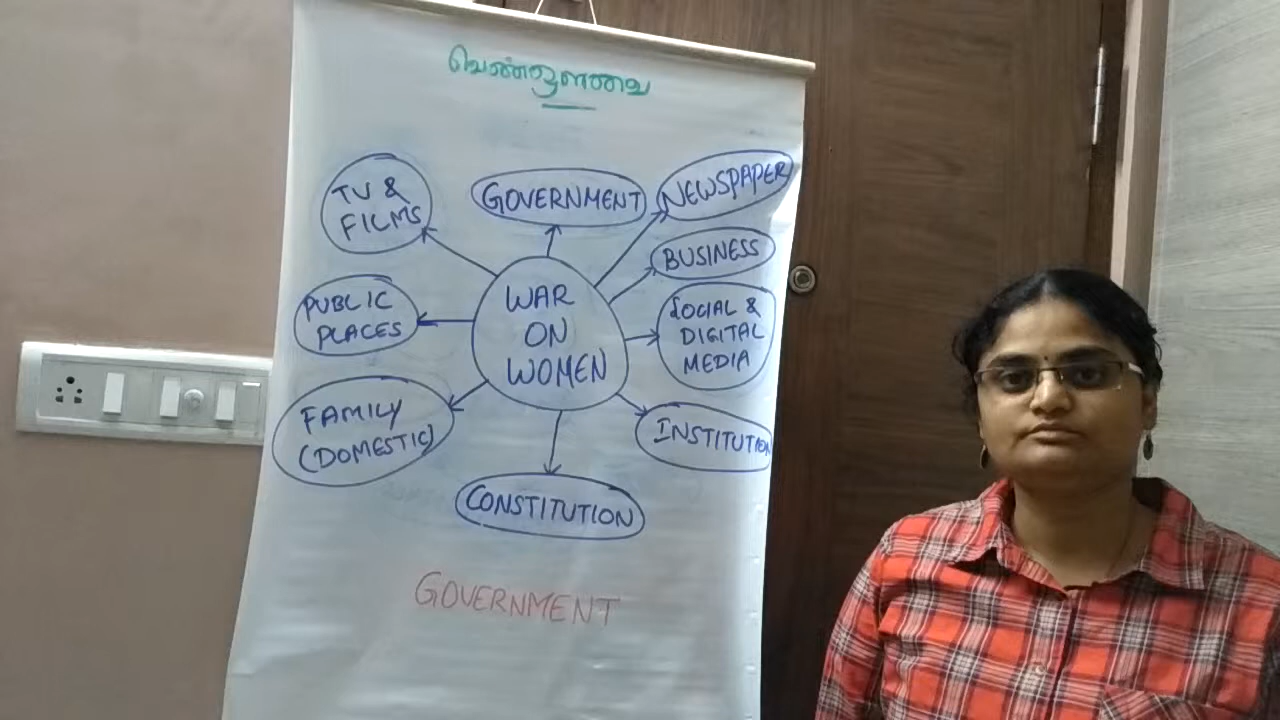 TV &
FILMS
GOVERNMENT
NEWSPAPER
BUSINESS
PUBLIC
PLACES
WAR
ON
WOMEN
SOCIAL &
DIGITAL
MEDIA
FAMILY
(DOMESTIC)
INSTITUTION
CONSTITUTION
GOVERNMENT